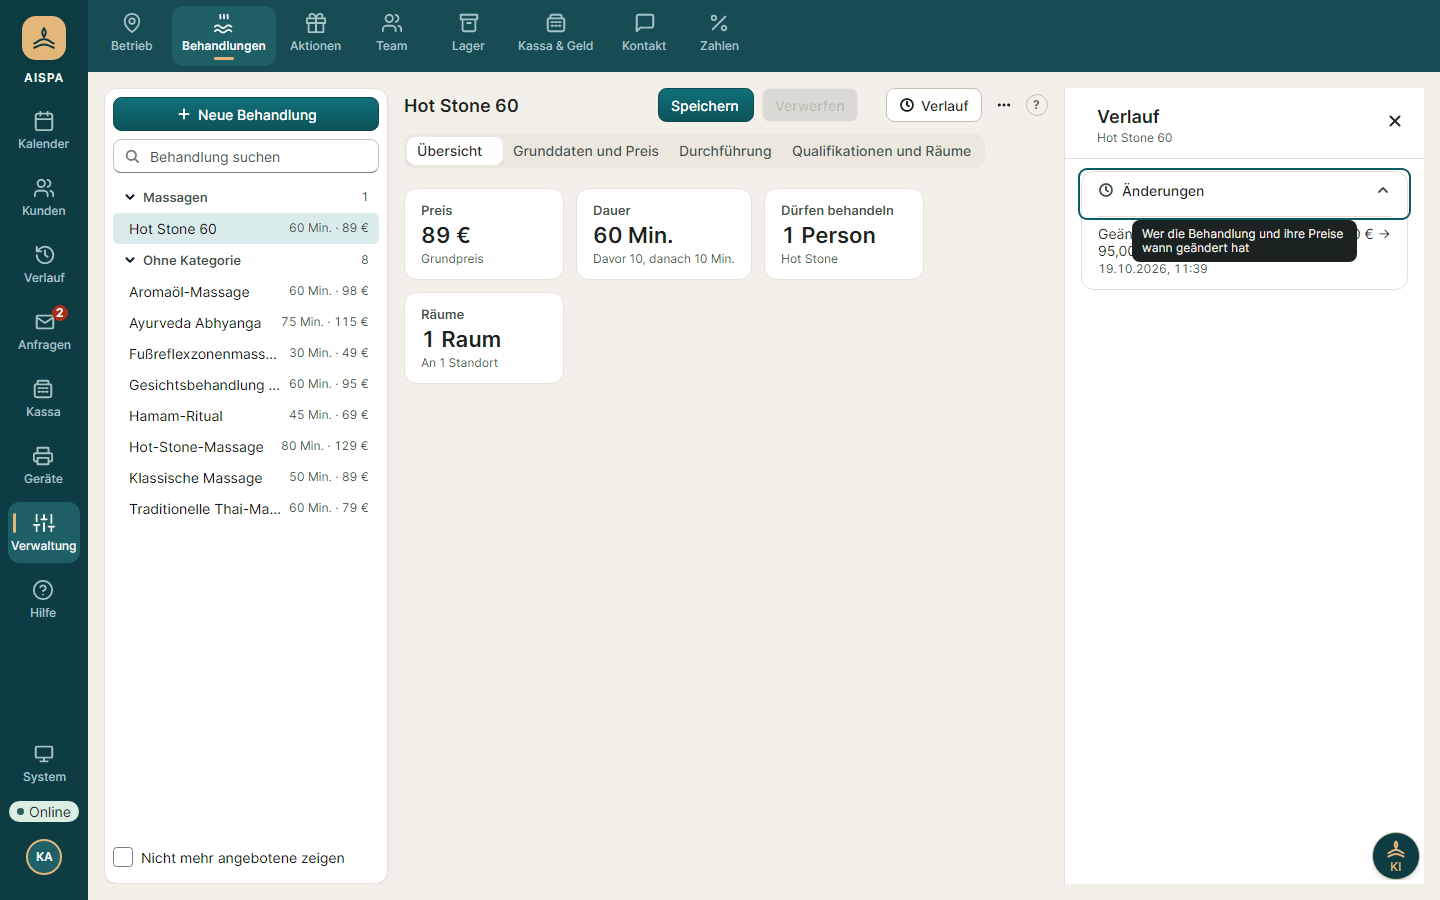 AISPA
Kalender
Kunden
Verlauf
Anfragen
2
Kassa
Geräte
Verwaltung
Hilfe
System
Online
KA
Betrieb
Behandlungen
Aktionen
Team
Lager
Kassa & Geld
Kontakt
Zahlen
Neue Behandlung
Behandlung suchen
Massagen 1
Hot Stone 60 60 Min. · 89 €
Ohne Kategorie 8
Aromaöl-Massage 60 Min. · 98 €
Ayurveda Abhyanga 75 Min. · 115 €
Fußreflexzonenmass... 30 Min. · 49 €
Gesichtsbehandlung ... 60 Min. · 95 €
Hamam-Ritual 45 Min. · 69 €
Hot-Stone-Massage 80 Min. · 129 €
Klassische Massage 50 Min. · 89 €
Traditionelle Thai-Ma... 60 Min. · 79 €
Nicht mehr angebotene zeigen
Hot Stone 60
Speichern
Verwerfen
Verlauf
?
Übersicht
Grunddaten und Preis
Durchführung
Qualifikationen und Räume
Preis
89 €
Grundpreis
Dauer
60 Min.
Davor 10, danach 10 Min.
Dürfen behandeln
1 Person
Hot Stone
Räume
1 Raum
An 1 Standort
Verlauf
Hot Stone 60
Änderungen
Wer die Behandlung und ihre Preise
wann geändert hat
€ →
19.10.2026, 11:39
KI